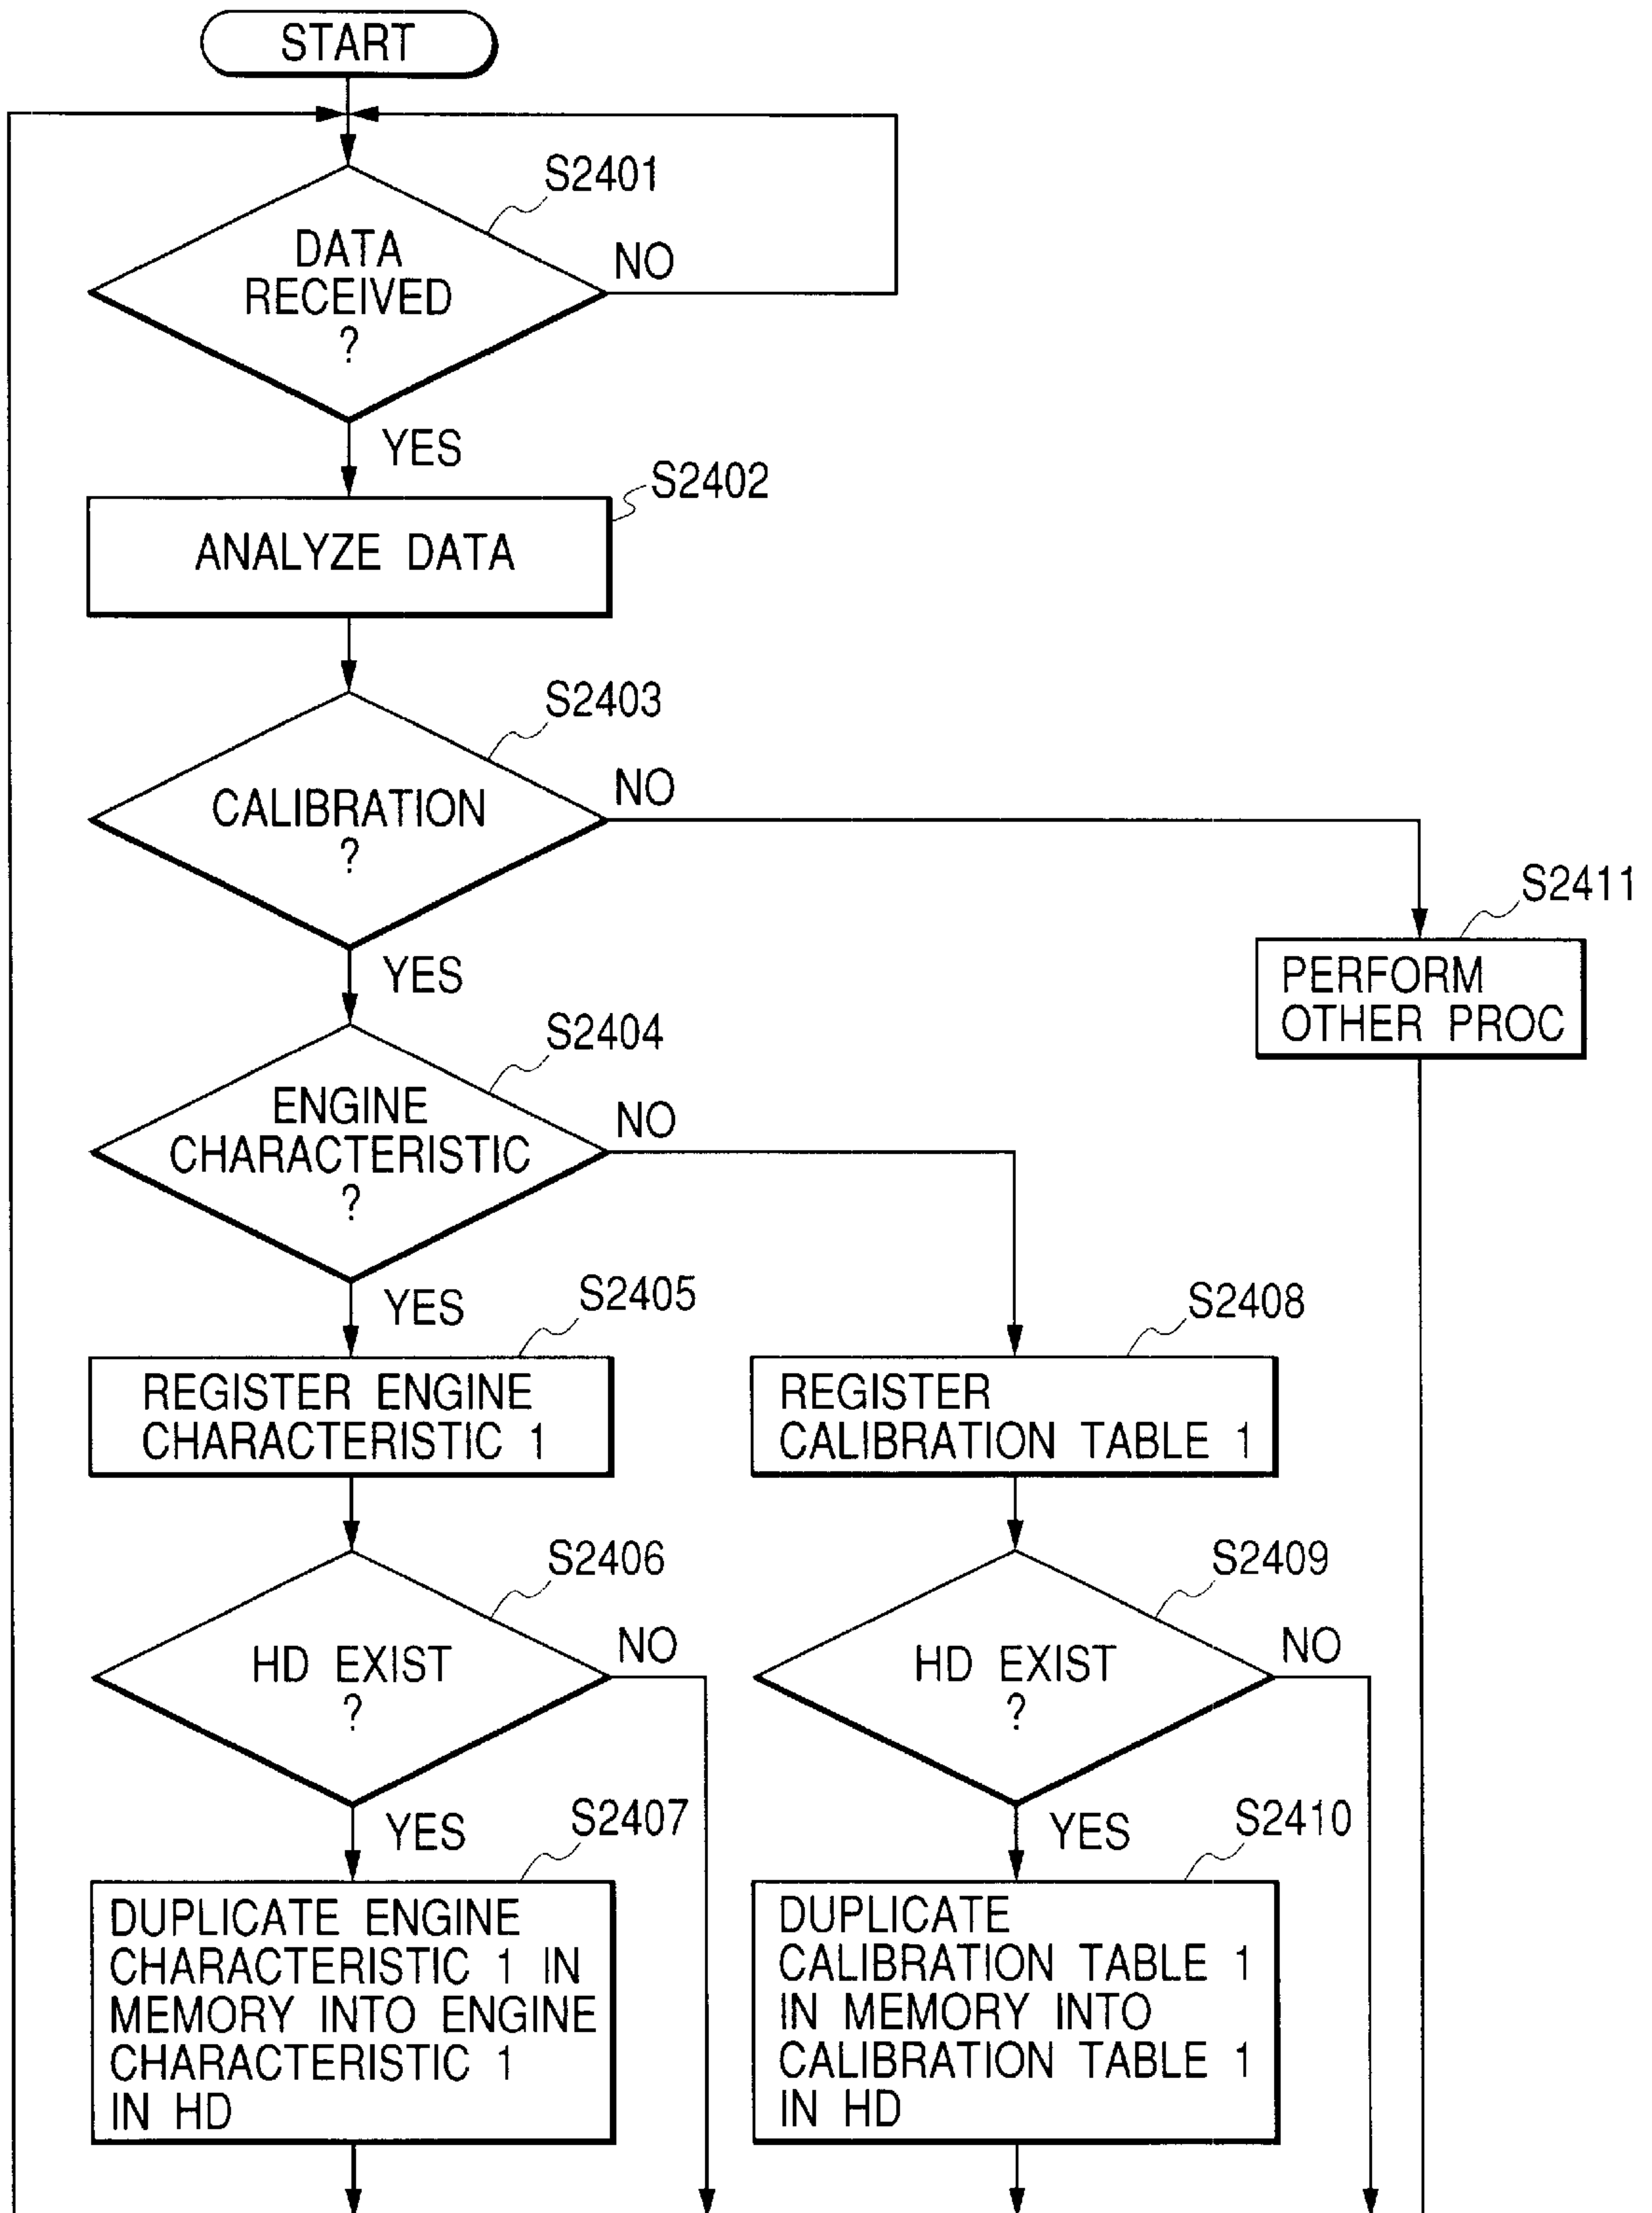 START
S2401
DATA
RECEIVED
?
NO
YES
S2402
ANALYZE DATA
S2403
CALIBRATION
?
NO
YES
S2411
PERFORM
OTHER PROC
S2404
ENGINE
CHARACTERISTIC
?
NO
YES
S2405
REGISTER ENGINE
CHARACTERISTIC 1
S2408
REGISTER
CALIBRATION TABLE 1
S2406
HD EXIST
?
NO
YES
S2409
HD EXIST
?
NO
YES
S2407
DUPLICATE ENGINE
CHARACTERISTIC 1 IN
MEMORY INTO ENGINE
CHARACTERISTIC 1
IN HD
S2410
DUPLICATE
CALIBRATION TABLE 1
IN MEMORY INTO
CALIBRATION TABLE 1
IN HD